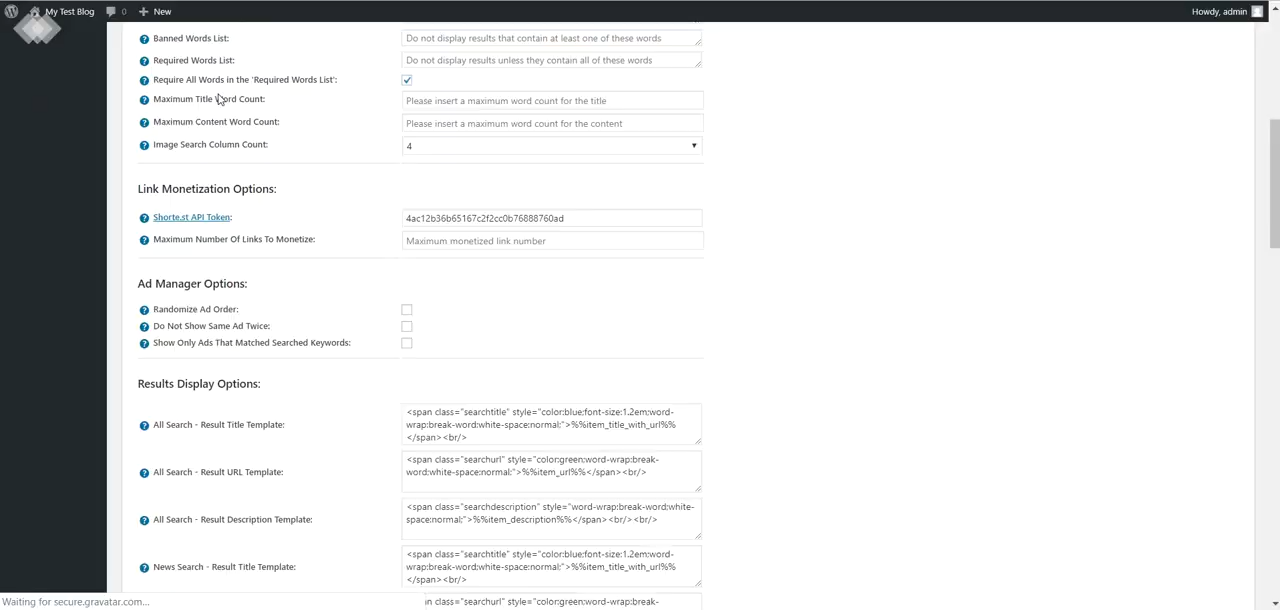 My Test Blog 0 New Howdy, admin
Banned Words List: Do not display results that contain at least one of these words
Required Words List: Do not display results unless they contain all of these words
Require All Words in the 'Required Words List':
Maximum Title Word Count: Please insert a maximum word count for the title
Maximum Content Word Count: Please insert a maximum word count for the content
Image Search Column Count: 4
Link Monetization Options:
Shorte.st API Token: 4ac12b36b65167c2f2cc0b76888760ad
Maximum Number Of Links To Monetize: Maximum monetized link number
Ad Manager Options:
Randomize Ad Order:
Do Not Show Same Ad Twice:
Show Only Ads That Matched Searched Keywords:
Results Display Options:
All Search - Result Title Template:
<span class="searchtitle" style="color:blue;font-size:1.2em;word-
wrap:break-word;white-space:normal;">%%item_title_with_url%%
</span><br/>
All Search - Result URL Template:
<span class="searchurl" style="color:green;word-wrap:break-
word;white-space:normal;">%%item_url%%</span><br/>
All Search - Result Description Template:
<span class="searchdescription" style="word-wrap:break-word;white-
space:normal;">%%item_description%%</span><br/><br/>
News Search - Result Title Template:
<span class="searchtitle" style="color:blue;font-size:1.2em;word-
wrap:break-word;white-space:normal;">%%item_title_with_url%%
</span><br/>
class="searchurl" style="color:green;word-wrap:break-
Waiting for secure.gravatar.com...